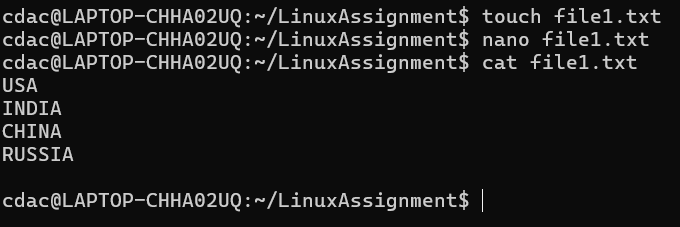 cdac@LAPTOP-CHHA02UQ:~/LinuxAssignment$ touch file1.txt
cdac@LAPTOP-CHHA02UQ:~/LinuxAssignment$ nano file1.txt
cdac@LAPTOP-CHHA02UQ:~/LinuxAssignment$ cat file1.txt
USA
INDIA
CHINA
RUSSIA
cdac@LAPTOP-CHHA02UQ:~/LinuxAssignment$